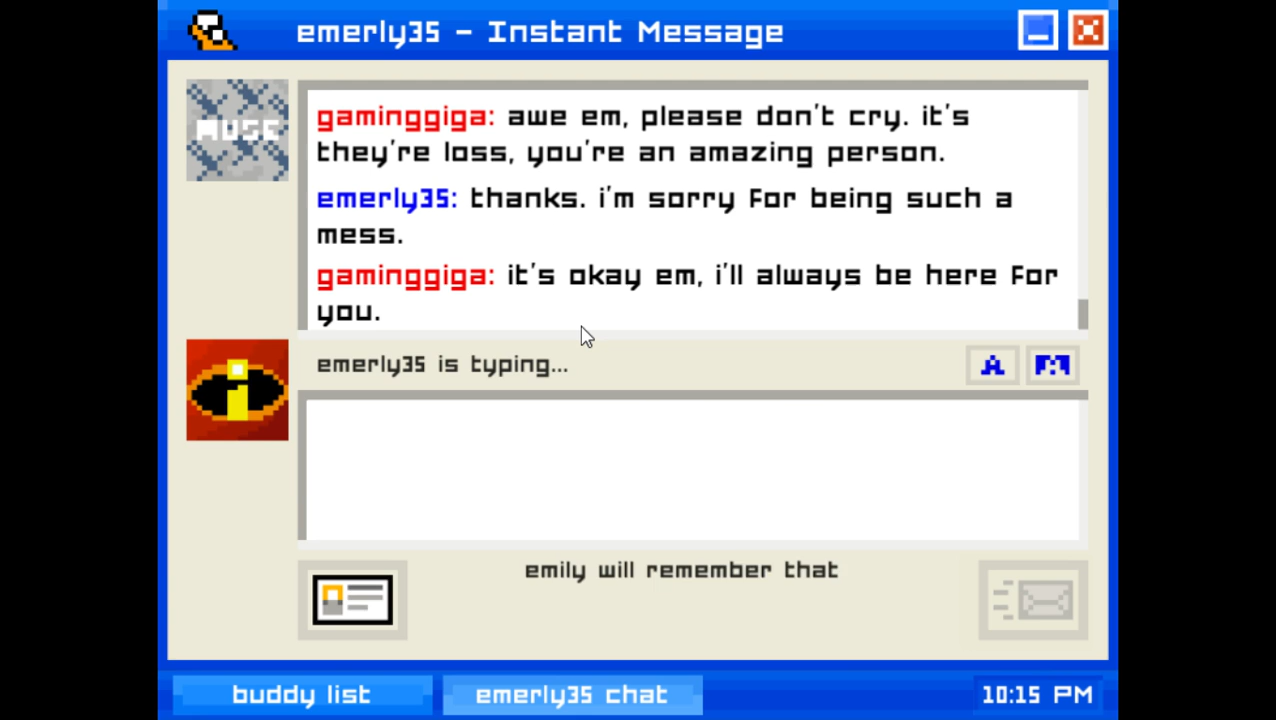 emerly35 - Instant Message
MUSE
gaminggiga: awe em, please don't cry. it's
they're loss, you're an amazing person.
emerly35: thanks. i'm sorry for being such a
mess.
gaminggiga: it's okay em, i'll always be here for
you.
emerly35 is typing...
A
i
emily will remember that
buddy list
emerly35 chat
10:15 PM